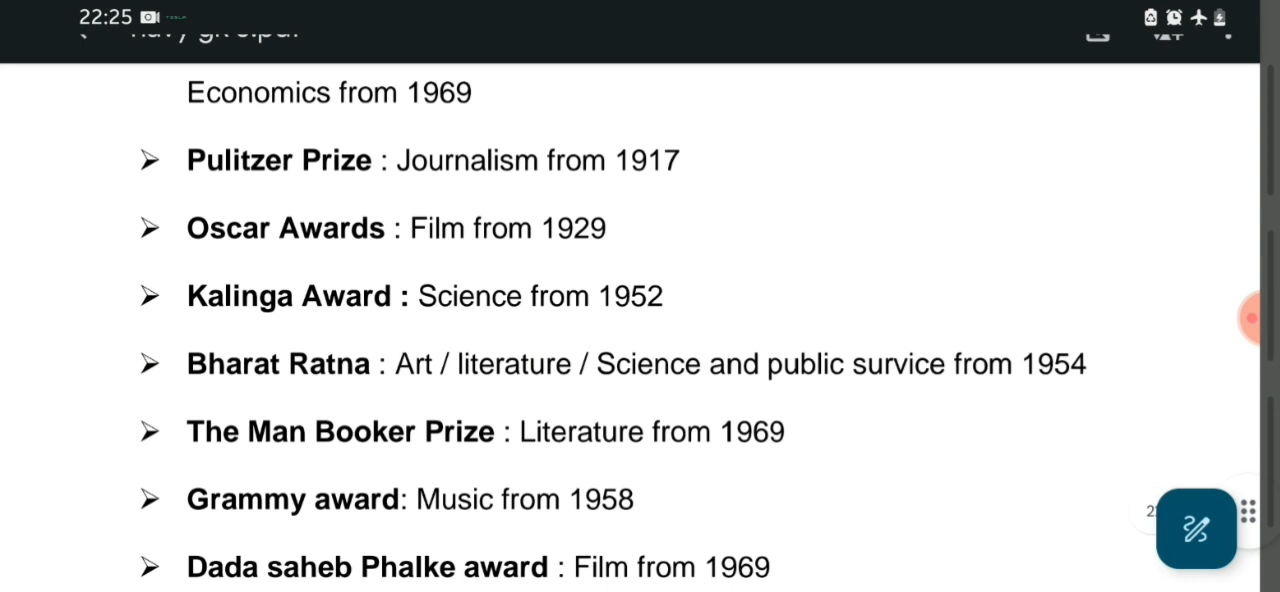 22:25
Economics from 1969
➢ Pulitzer Prize : Journalism from 1917
➢ Oscar Awards : Film from 1929
➢ Kalinga Award : Science from 1952
➢ Bharat Ratna : Art / literature / Science and public survice from 1954
➢ The Man Booker Prize : Literature from 1969
➢ Grammy award: Music from 1958
➢ Dada saheb Phalke award : Film from 1969